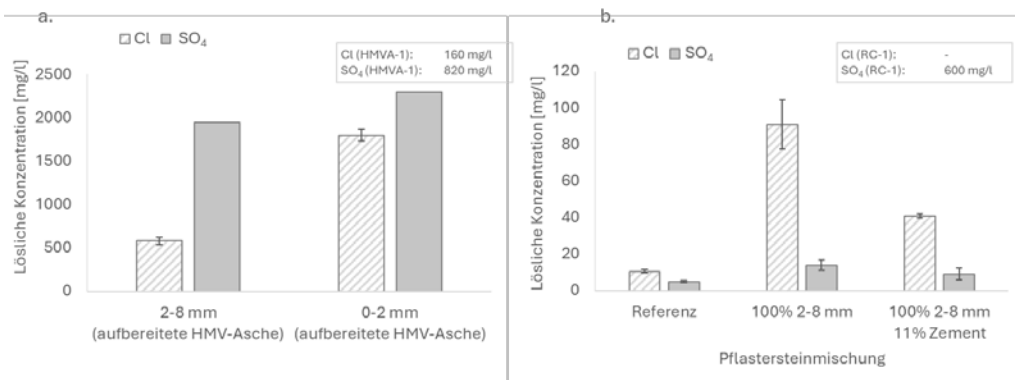 a.
Cl SO₄
Cl (HMVA-1): 160 mg/l
SO₄ (HMVA-1): 820 mg/l
Lösliche Konzentration [mg/l]
2500
2000
1500
1000
500
0
2-8 mm 0-2 mm
(aufbereitete HMV-Asche) (aufbereitete HMV-Asche)
b.
Cl SO₄
Cl (RC-1): -
SO₄ (RC-1): 600 mg/l
Lösliche Konzentration [mg/l]
120
100
80
60
40
20
0
Referenz 100% 2-8 mm 100% 2-8 mm
11% Zement
Pflastersteinmischung